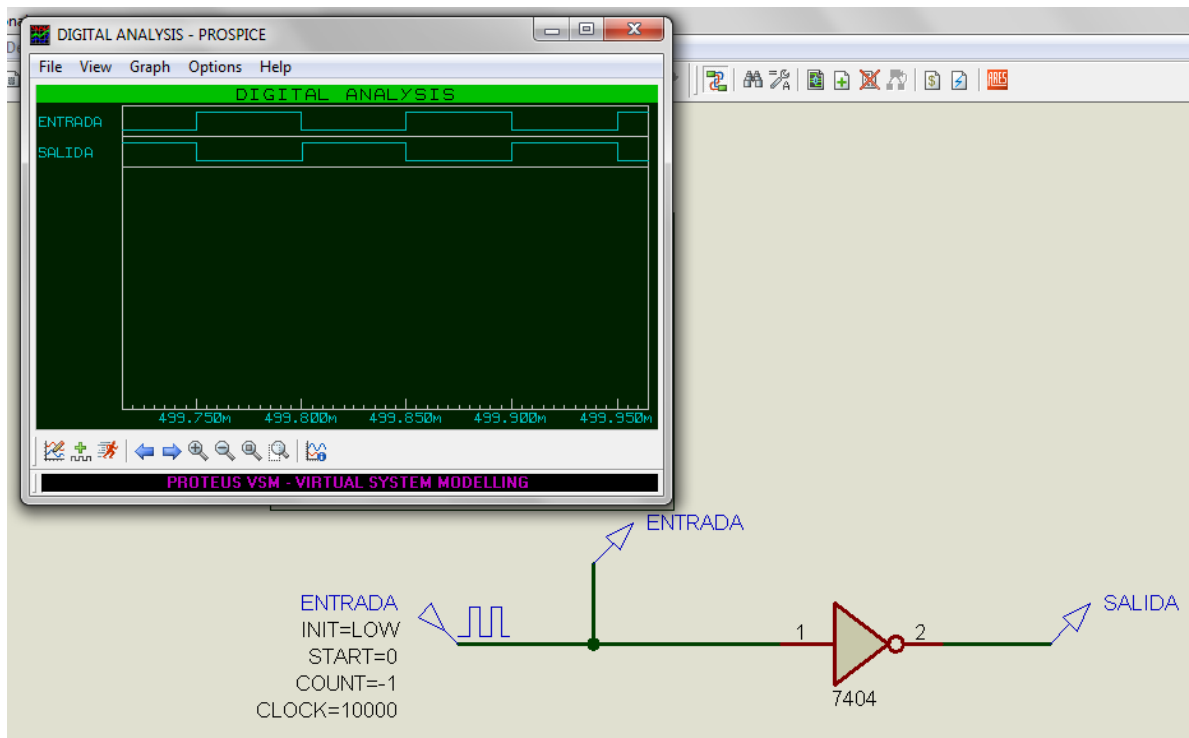 DIGITAL ANALYSIS - PROSPICE
File View Graph Options Help
DIGITAL ANALYSIS
ENTRADA
SALIDA
499.750m 499.800m 499.850m 499.900m 499.950m
PROTEUS VSM - VIRTUAL SYSTEM MODELLING
ENTRADA
ENTRADA
INIT=LOW
START=0
COUNT=-1
CLOCK=10000
1
2
7404
SALIDA
ARES